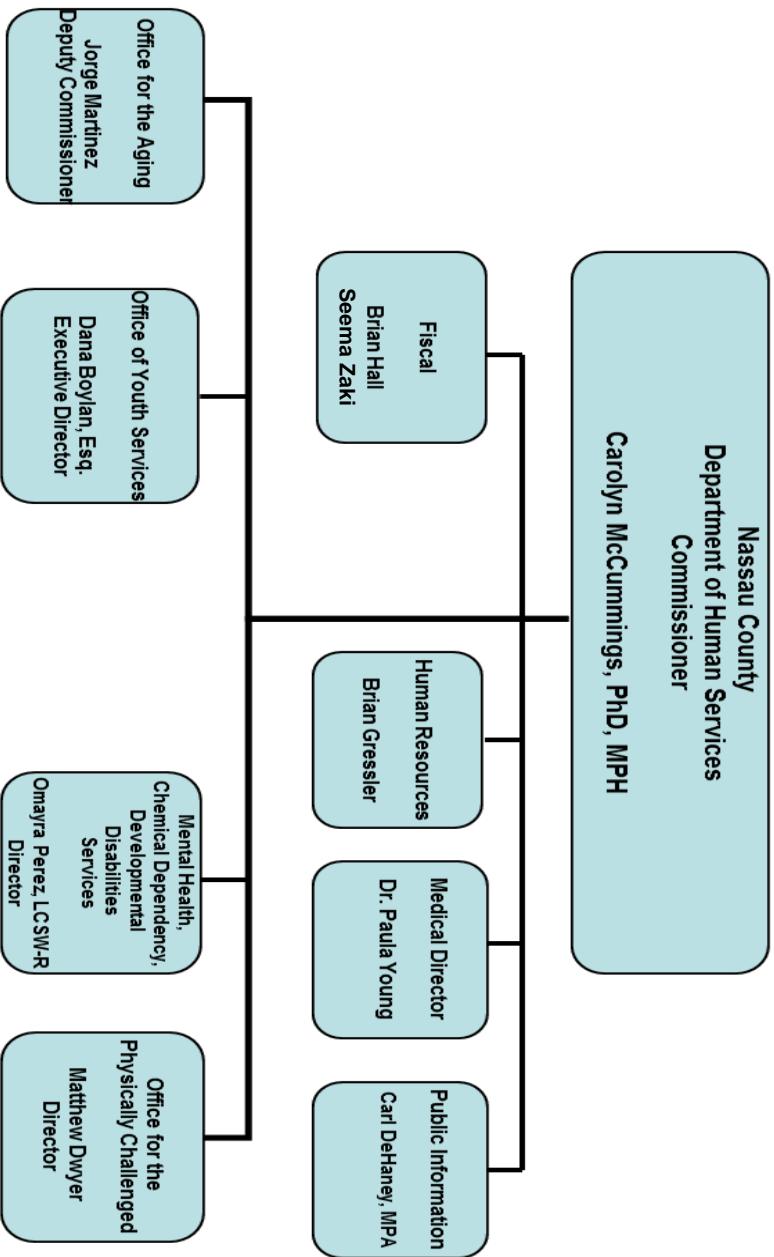 Nassau County
Department of Human Services
Commissioner
Carolyn McCummings, PhD, MPH
Fiscal
Brian Hall
Seema Zaki
Human Resources
Brian Gressler
Medical Director
Dr. Paula Young
Public Information
Carl DeHaney, MPA
Office for the Aging
Jorge Martinez
Deputy Commissioner
Office of Youth Services
Dana Boylan, Esq.
Executive Director
Mental Health,
Chemical Dependency,
Developmental
Disabilities
Services
Omayra Perez, LCSW-R
Director
Office for the
Physically Challenged
Matthew Dwyer
Director